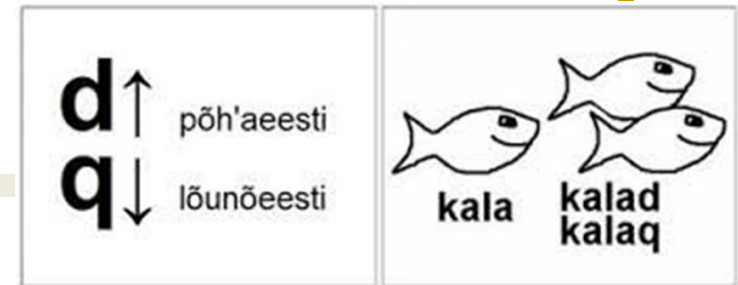 d↑ põh'aeesti
q↓ lõunõeesti
kala
kalad
kalaq